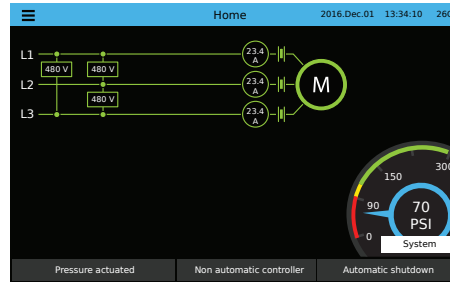 Home
2016.Dec.01 13:34:10 260
L1
23.4
A
480 V 480 V
L2
23.4
A
M
480 V
L3
23.4
A
300
150
90
70
PSI
0
System
Pressure actuated Non automatic controller Automatic shutdown